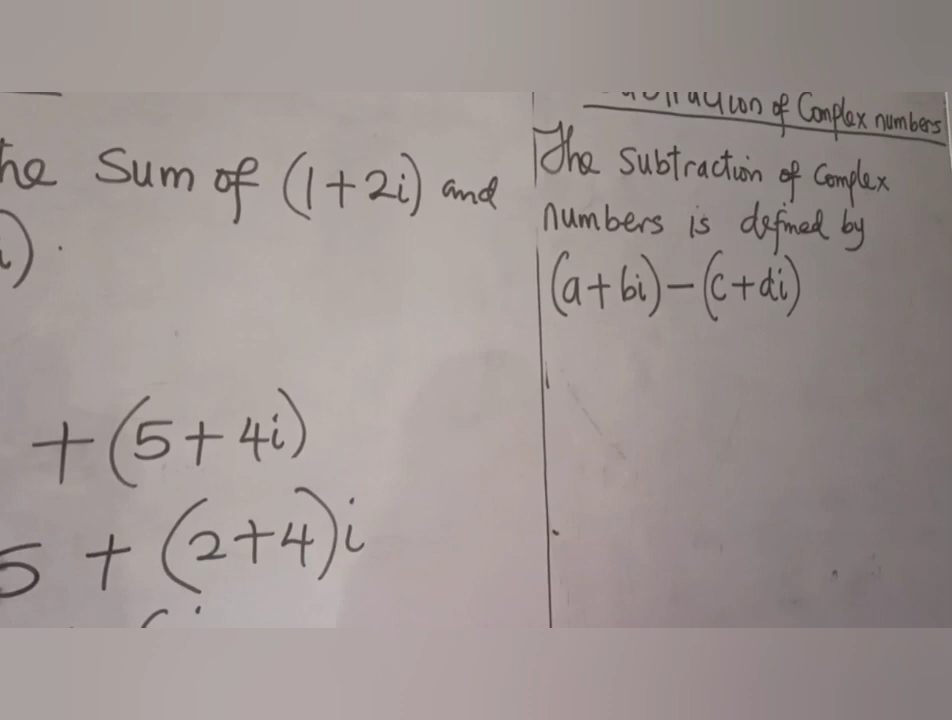 he Sum of (1+2i) and
i).
+(5+4i)
5 + (2+4)i
of Complex numbers
The Subtraction of Complex
numbers is defined by
(a+bi)-(c+di)